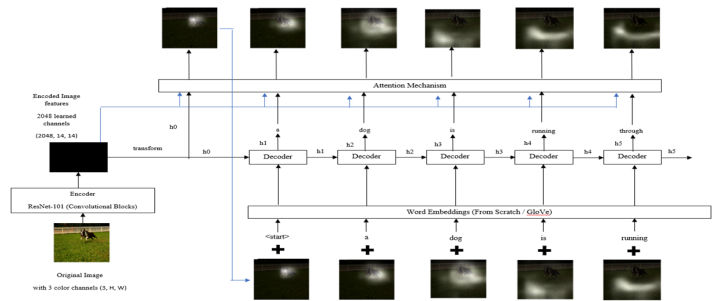 Attention Mechanism
Encoded Image
features
2048 learned
channels
(2048, 14, 14)
h0
a
dog
is
running
through
h1
h2
h3
h4
h5
transform
h0
Decoder
h1
Decoder
h2
Decoder
h3
Decoder
h4
Decoder
h5
Encoder
ResNet-101 (Convolutional Blocks)
Word Embeddings (From Scratch / GloVe)
<start>
a
dog
is
running
+
+
+
+
+
Original Image
with 3 color channels (3, H, W)